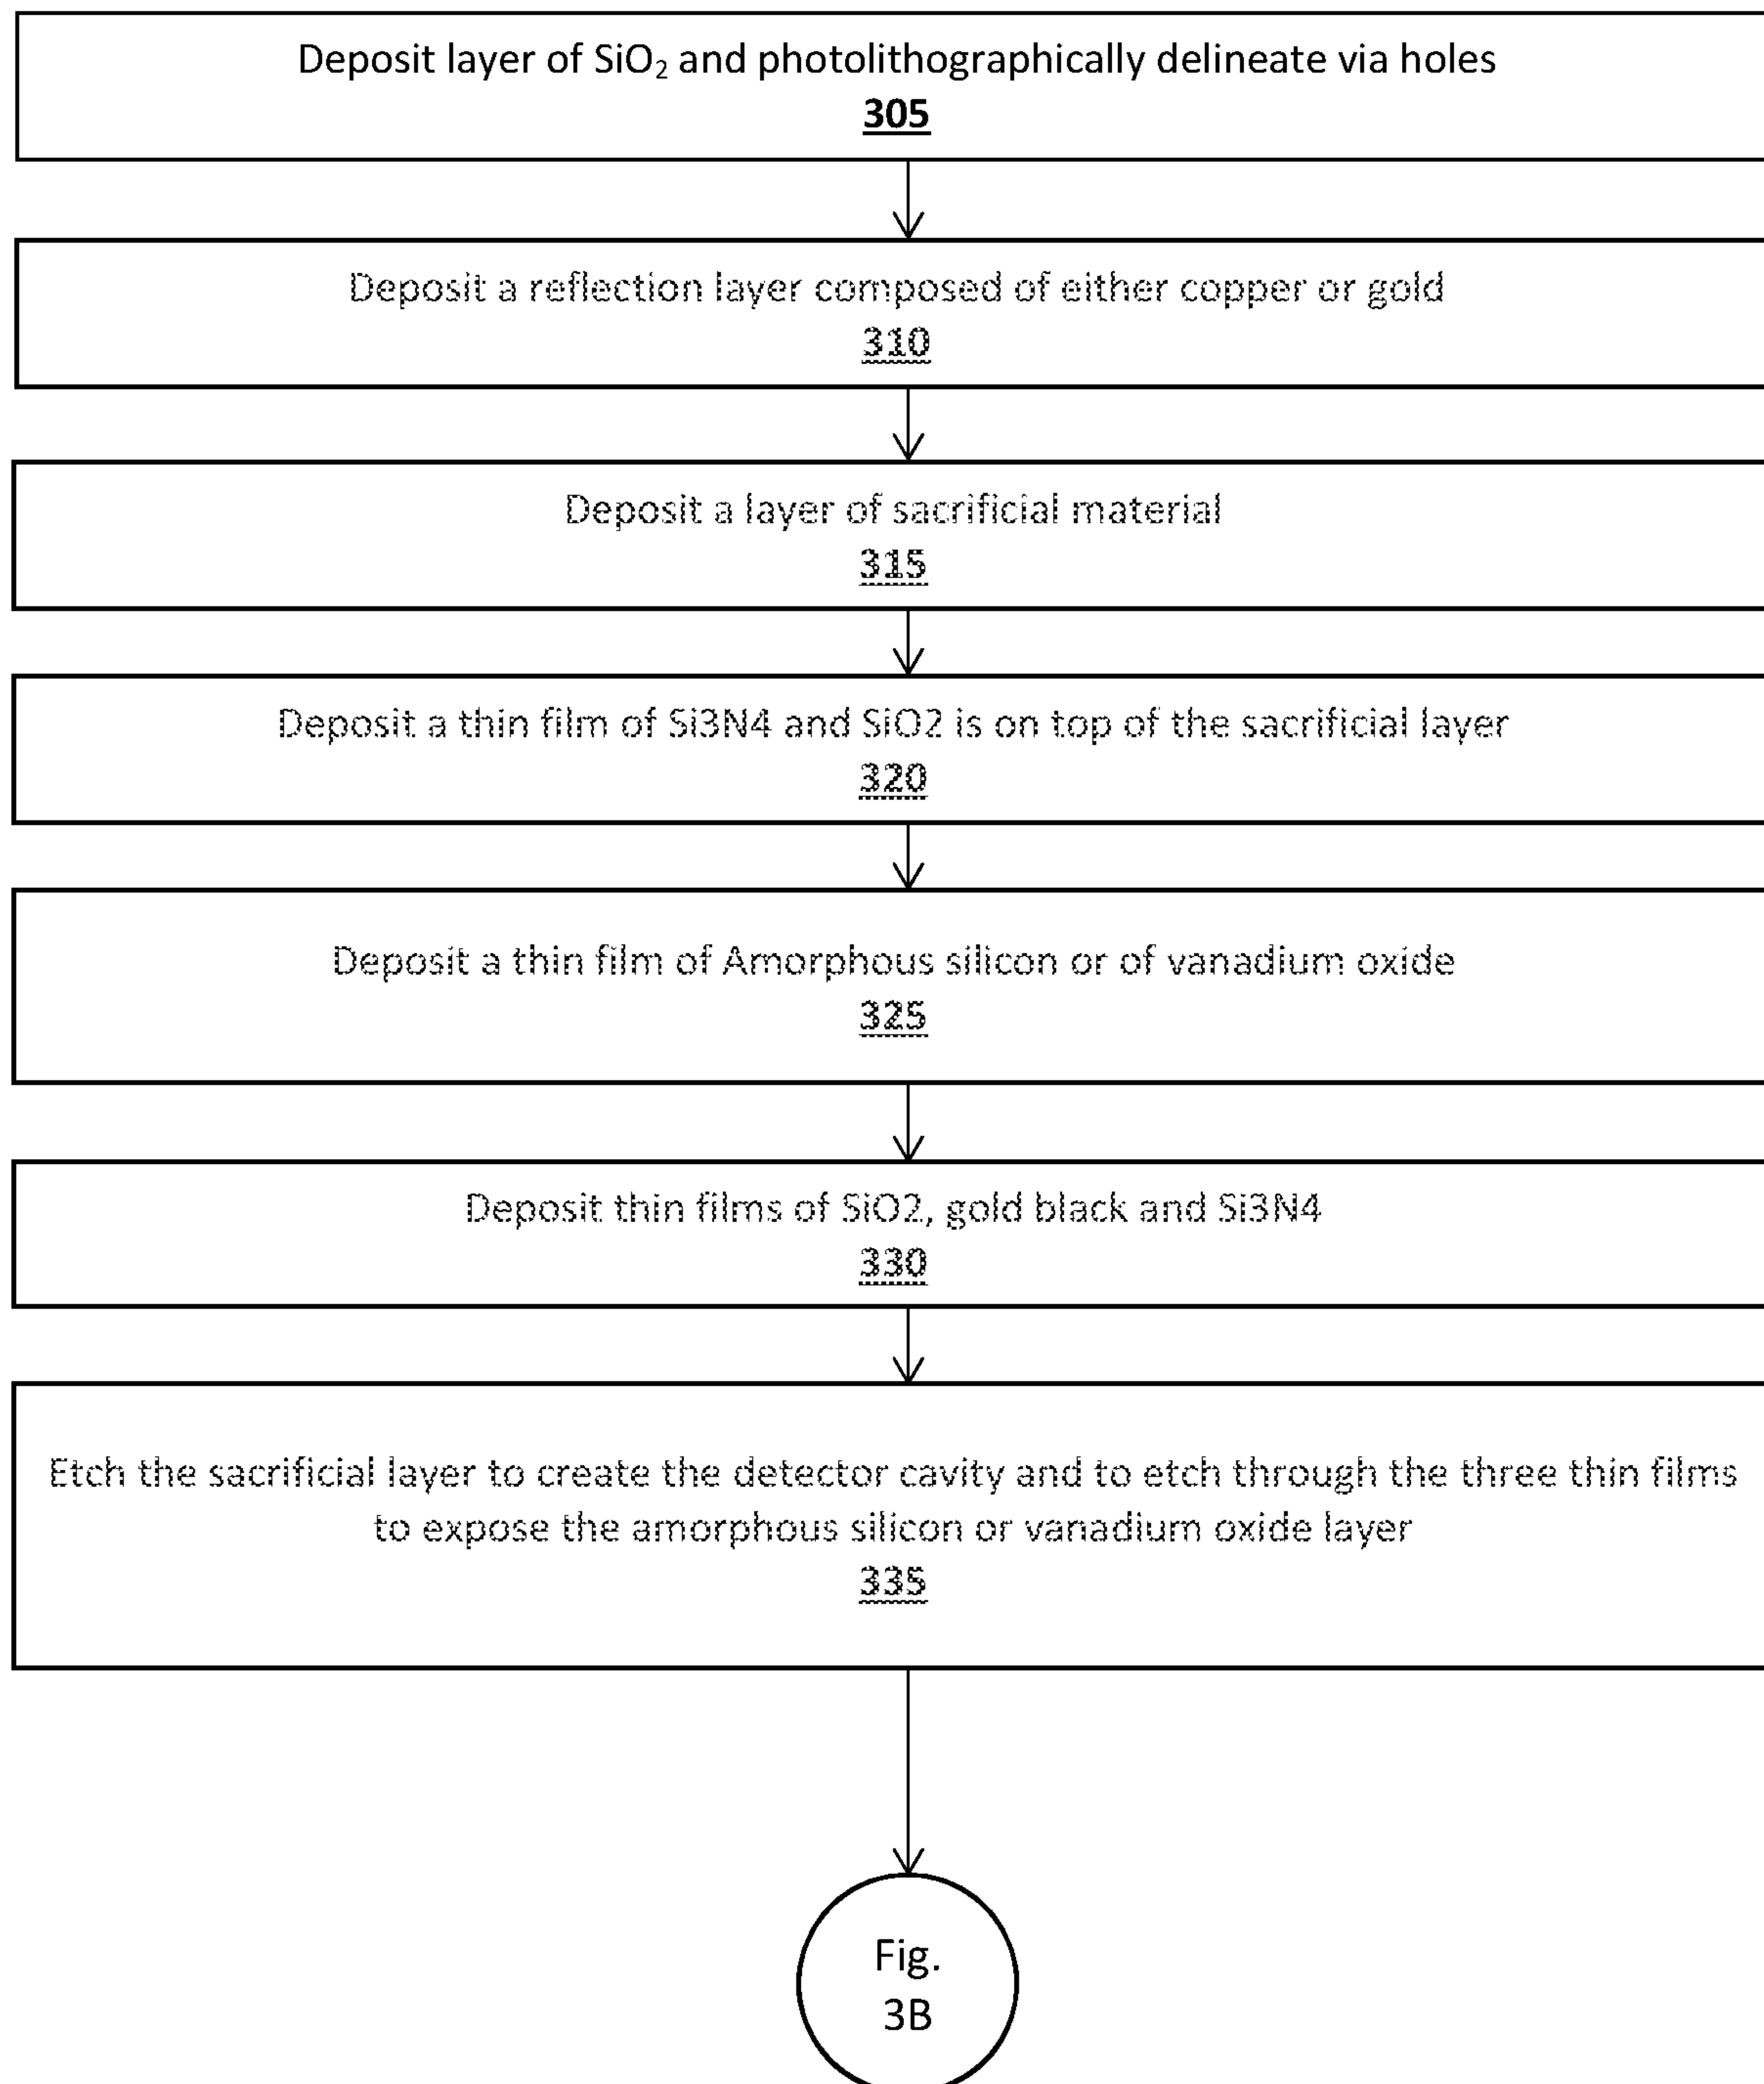 Deposit layer of SiO₂ and photolithographically delineate via holes
305
Deposit a reflection layer composed of either copper or gold
310
Deposit a layer of sacrificial material
315
Deposit a thin film of Si3N4 and SiO2 is on top of the sacrificial layer
320
Deposit a thin film of Amorphous silicon or of vanadium oxide
325
Deposit thin films of SiO2, gold black and Si3N4
330
Etch the sacrificial layer to create the detector cavity and to etch through the three thin films
to expose the amorphous silicon or vanadium oxide layer
335
Fig.
3B